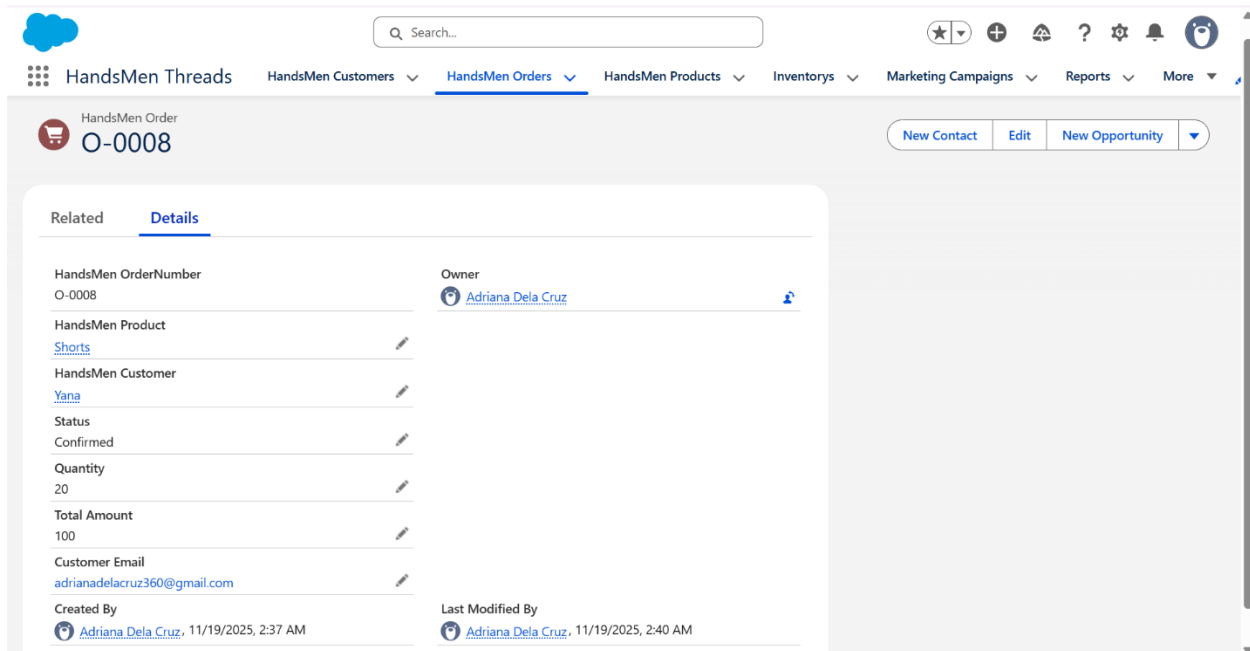 Search...
HandsMen Threads HandsMen Customers HandsMen Orders HandsMen Products Inventorys Marketing Campaigns Reports More
HandsMen Order
O-0008
New Contact Edit New Opportunity
Related Details
HandsMen OrderNumber Owner
O-0008 Adriana Dela Cruz
HandsMen Product
Shorts
HandsMen Customer
Yana
Status
Confirmed
Quantity
20
Total Amount
100
Customer Email
adrianadelacruz360@gmail.com
Created By Last Modified By
Adriana Dela Cruz, 11/19/2025, 2:37 AM Adriana Dela Cruz, 11/19/2025, 2:40 AM